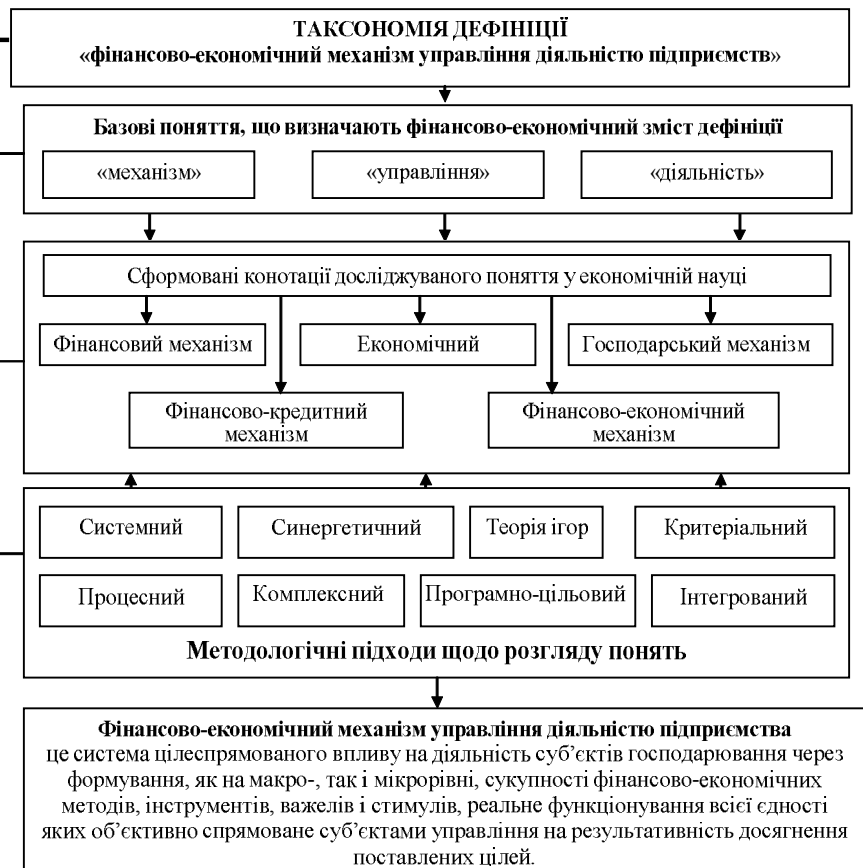 ТАКСОНОМІЯ ДЕФІНІЦІЇ
«фінансово-економічний механізм управління діяльністю підприємств»
Базові поняття, що визначають фінансово-економічний зміст дефініції
«механізм»
«управління»
«діяльність»
Сформовані конотації досліджуваного поняття у економічній науці
Фінансовий механізм
Економічний
Господарський механізм
Фінансово-кредитний
механізм
Фінансово-економічний
механізм
Системний
Синергетичний
Теорія ігор
Критеріальний
Процесний
Комплексний
Програмно-цільовий
Інтегрований
Методологічні підходи щодо розгляду понять
Фінансово-економічний механізм управління діяльністю підприємства
це система цілеспрямованого впливу на діяльність суб’єктів господарювання через
формування, як на макро-, так і мікрорівні, сукупності фінансово-економічних
методів, інструментів, важелів і стимулів, реальне функціонування всієї єдності
яких об’єктивно спрямоване суб’єктами управління на результативність досягнення
поставлених цілей.